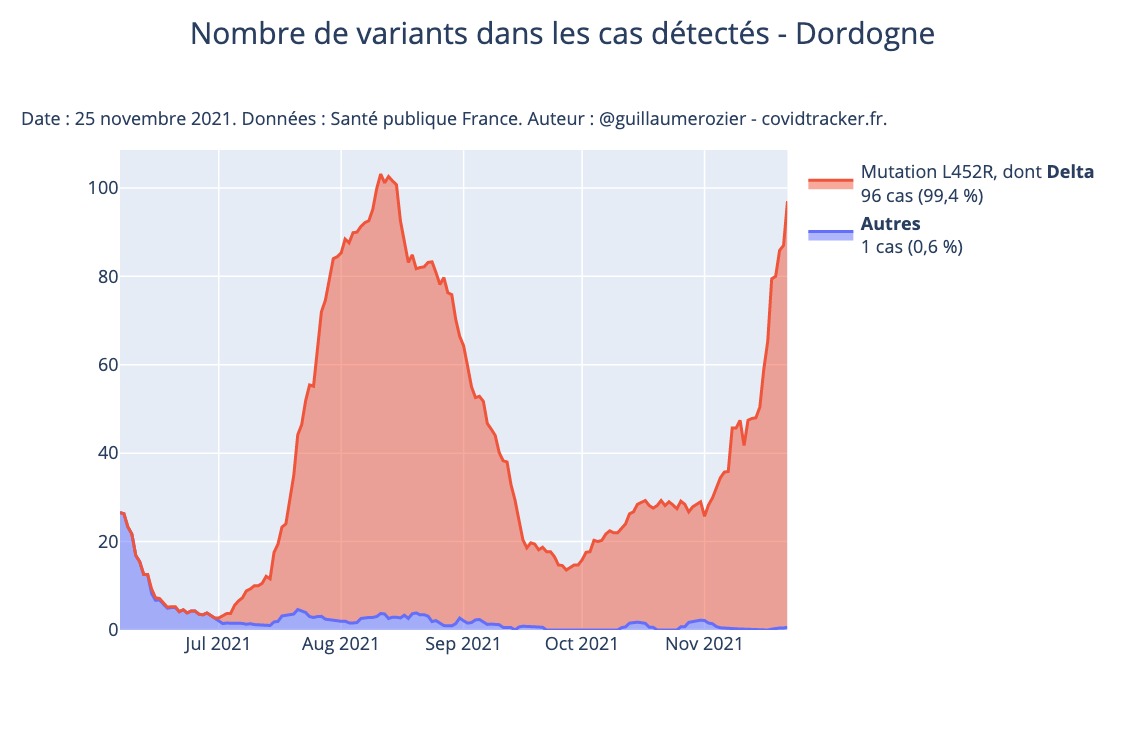 Nombre de variants dans les cas détectés - Dordogne
Date : 25 novembre 2021. Données : Santé publique France. Auteur : @guillaumerozier - covidtracker.fr.
Mutation L452R, dont Delta
96 cas (99,4 %)
Autres
1 cas (0,6 %)
100
80
60
40
20
0
Jul 2021
Aug 2021
Sep 2021
Oct 2021
Nov 2021